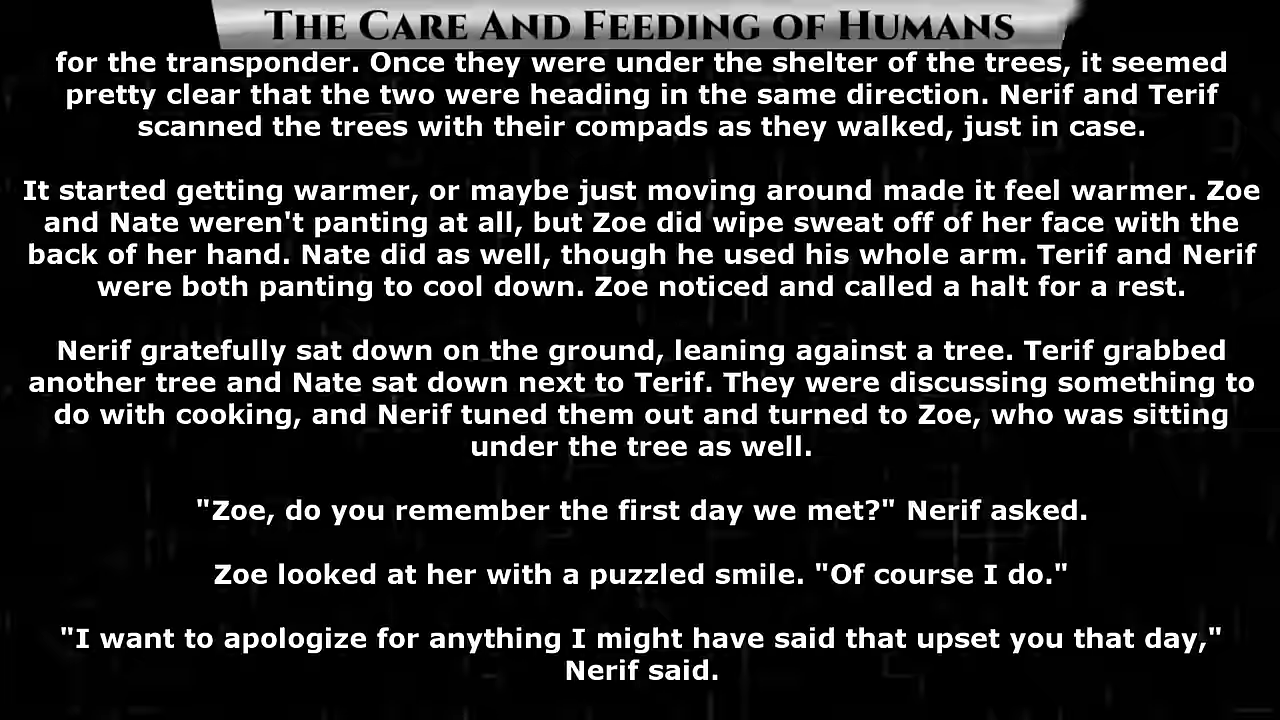 The Care And Feeding of Humans
for the transponder. Once they were under the shelter of the trees, it seemed
pretty clear that the two were heading in the same direction. Nerif and Terif
scanned the trees with their compads as they walked, just in case.
It started getting warmer, or maybe just moving around made it feel warmer. Zoe
and Nate weren't panting at all, but Zoe did wipe sweat off of her face with the
back of her hand. Nate did as well, though he used his whole arm. Terif and Nerif
were both panting to cool down. Zoe noticed and called a halt for a rest.
Nerif gratefully sat down on the ground, leaning against a tree. Terif grabbed
another tree and Nate sat down next to Terif. They were discussing something to
do with cooking, and Nerif tuned them out and turned to Zoe, who was sitting
under the tree as well.
"Zoe, do you remember the first day we met?" Nerif asked.
Zoe looked at her with a puzzled smile. "Of course I do."
"I want to apologize for anything I might have said that upset you that day,"
Nerif said.